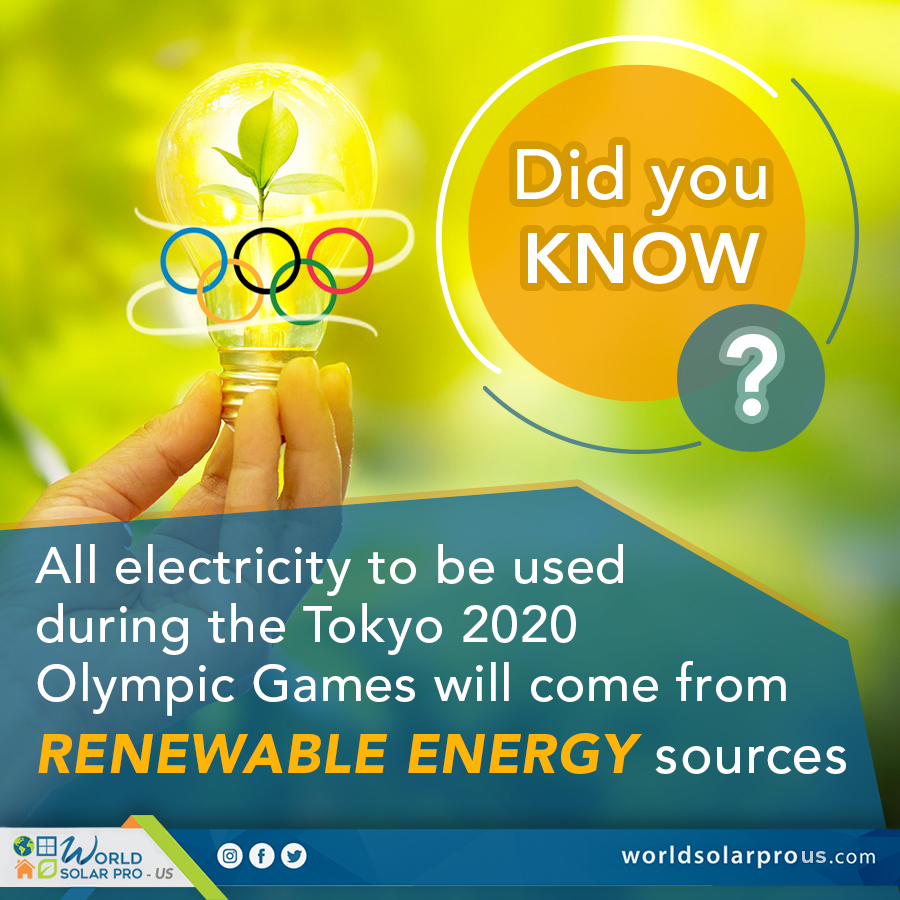 Did you
KNOW
?
All electricity to be used
during the Tokyo 2020
Olympic Games will come from
RENEWABLE ENERGY sources
WORLD
SOLAR PRO - US
worldsolarprous.com